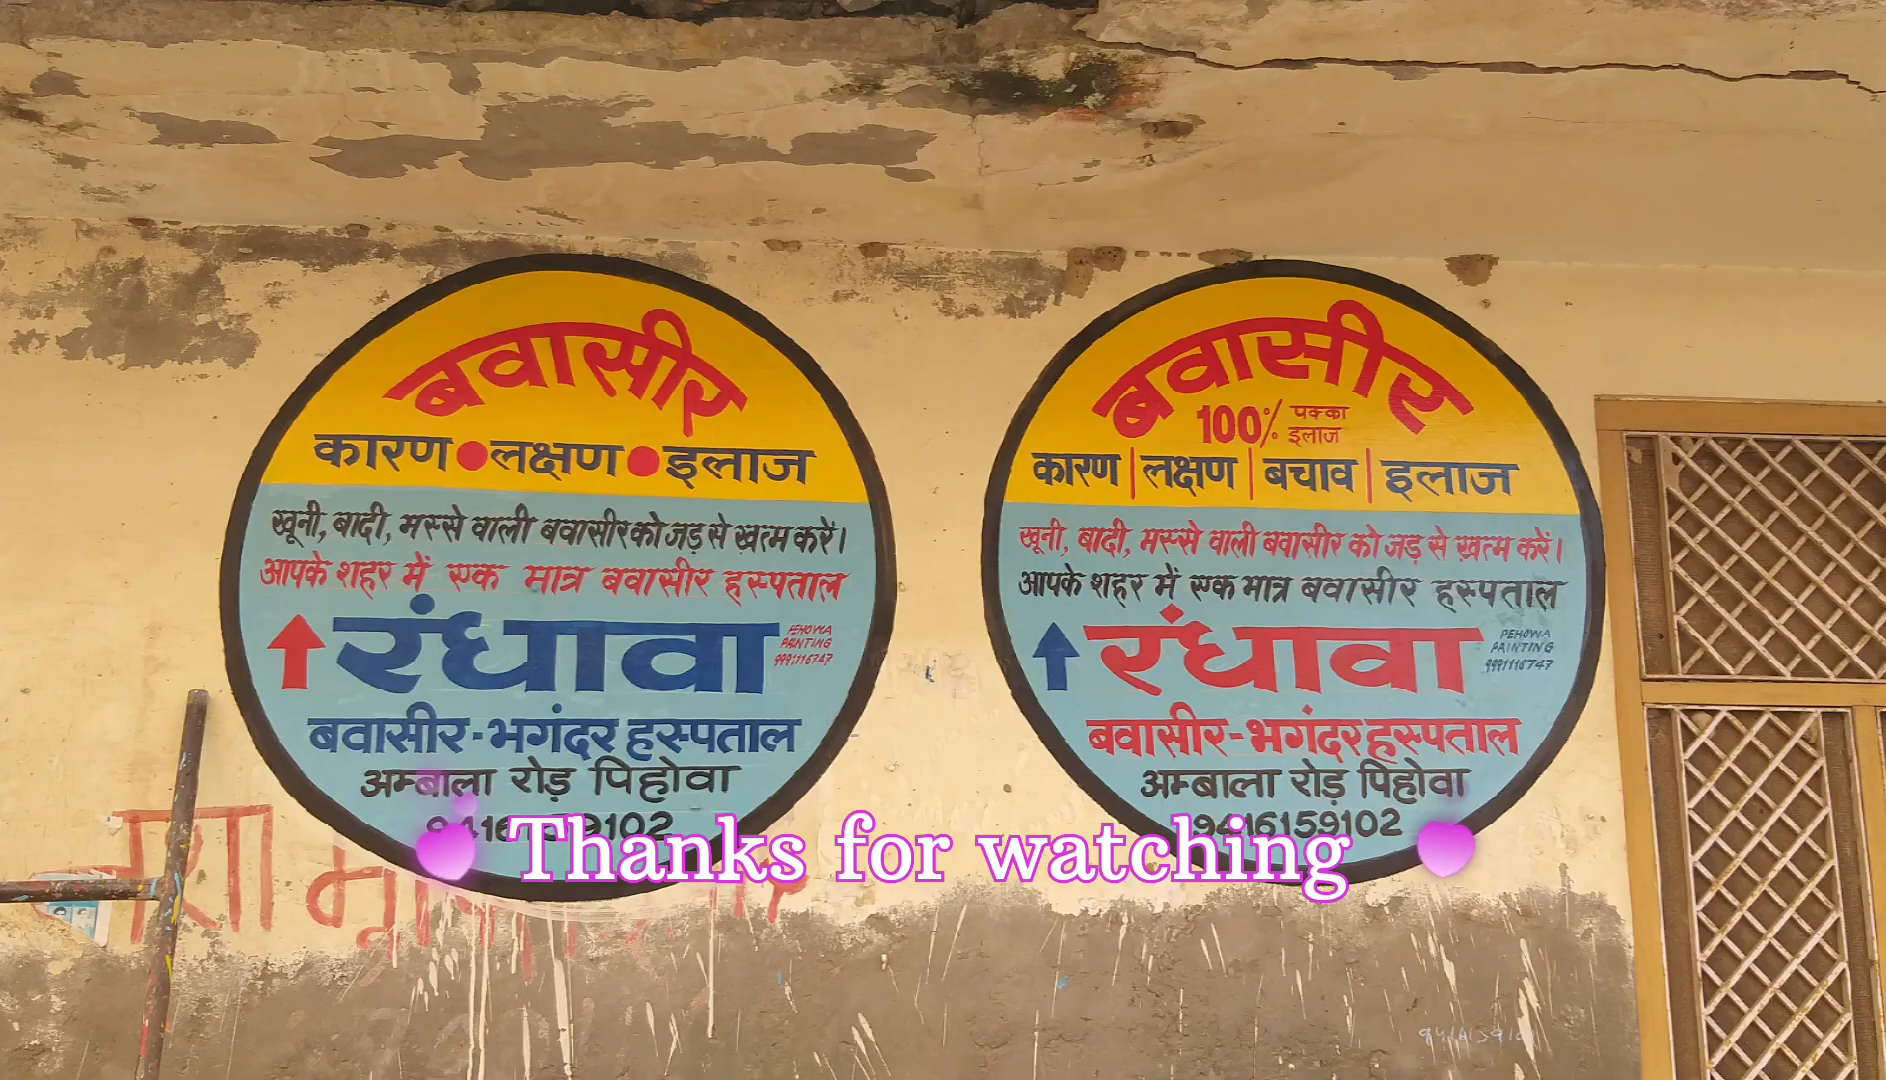 बवासीर
कारण • लक्षण • इलाज
खूनी, बादी, मस्से वाली बवासीर को जड़ से ख़त्म करें।
आपके शहर में एक मात्र बवासीर हस्पताल
रंधावा
PEHOWA
PAINTING
9991116747
बवासीर-भगंदर हस्पताल
अम्बाला रोड़ पिहोवा
9416159102
बवासीर
100% पक्का
इलाज
कारण | लक्षण | बचाव | इलाज
खूनी, बादी, मस्से वाली बवासीर को जड़ से ख़त्म करें।
आपके शहर में एक मात्र बवासीर हस्पताल
रंधावा
PEHOWA
PAINTING
9991116747
बवासीर-भगंदर हस्पताल
अम्बाला रोड़ पिहोवा
9416159102
Thanks for watching